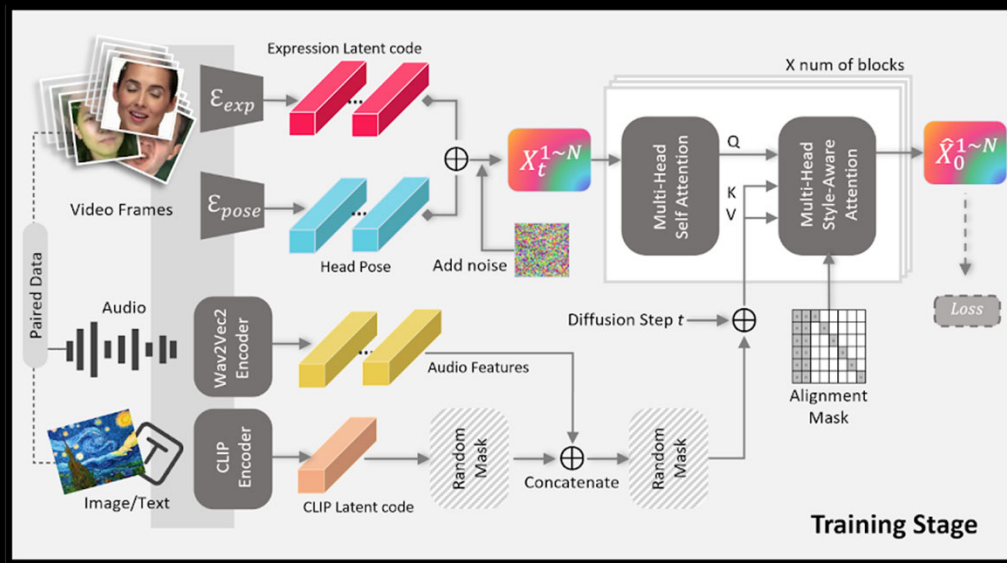 Expression Latent code
X num of blocks
ℰexp
Multi-Head
Self Attention
Q
K
V
Multi-Head
Style-Aware
Attention
X_t^{1~N}
X̂_0^{1~N}
Video Frames
ℰpose
Head Pose
Add noise
Paired Data
Audio
Wav2Vec2
Encoder
Audio Features
Diffusion Step t
Loss
Alignment
Mask
Image/Text
T
CLIP
Encoder
CLIP Latent code
Random
Mask
Concatenate
Random
Mask
Training Stage